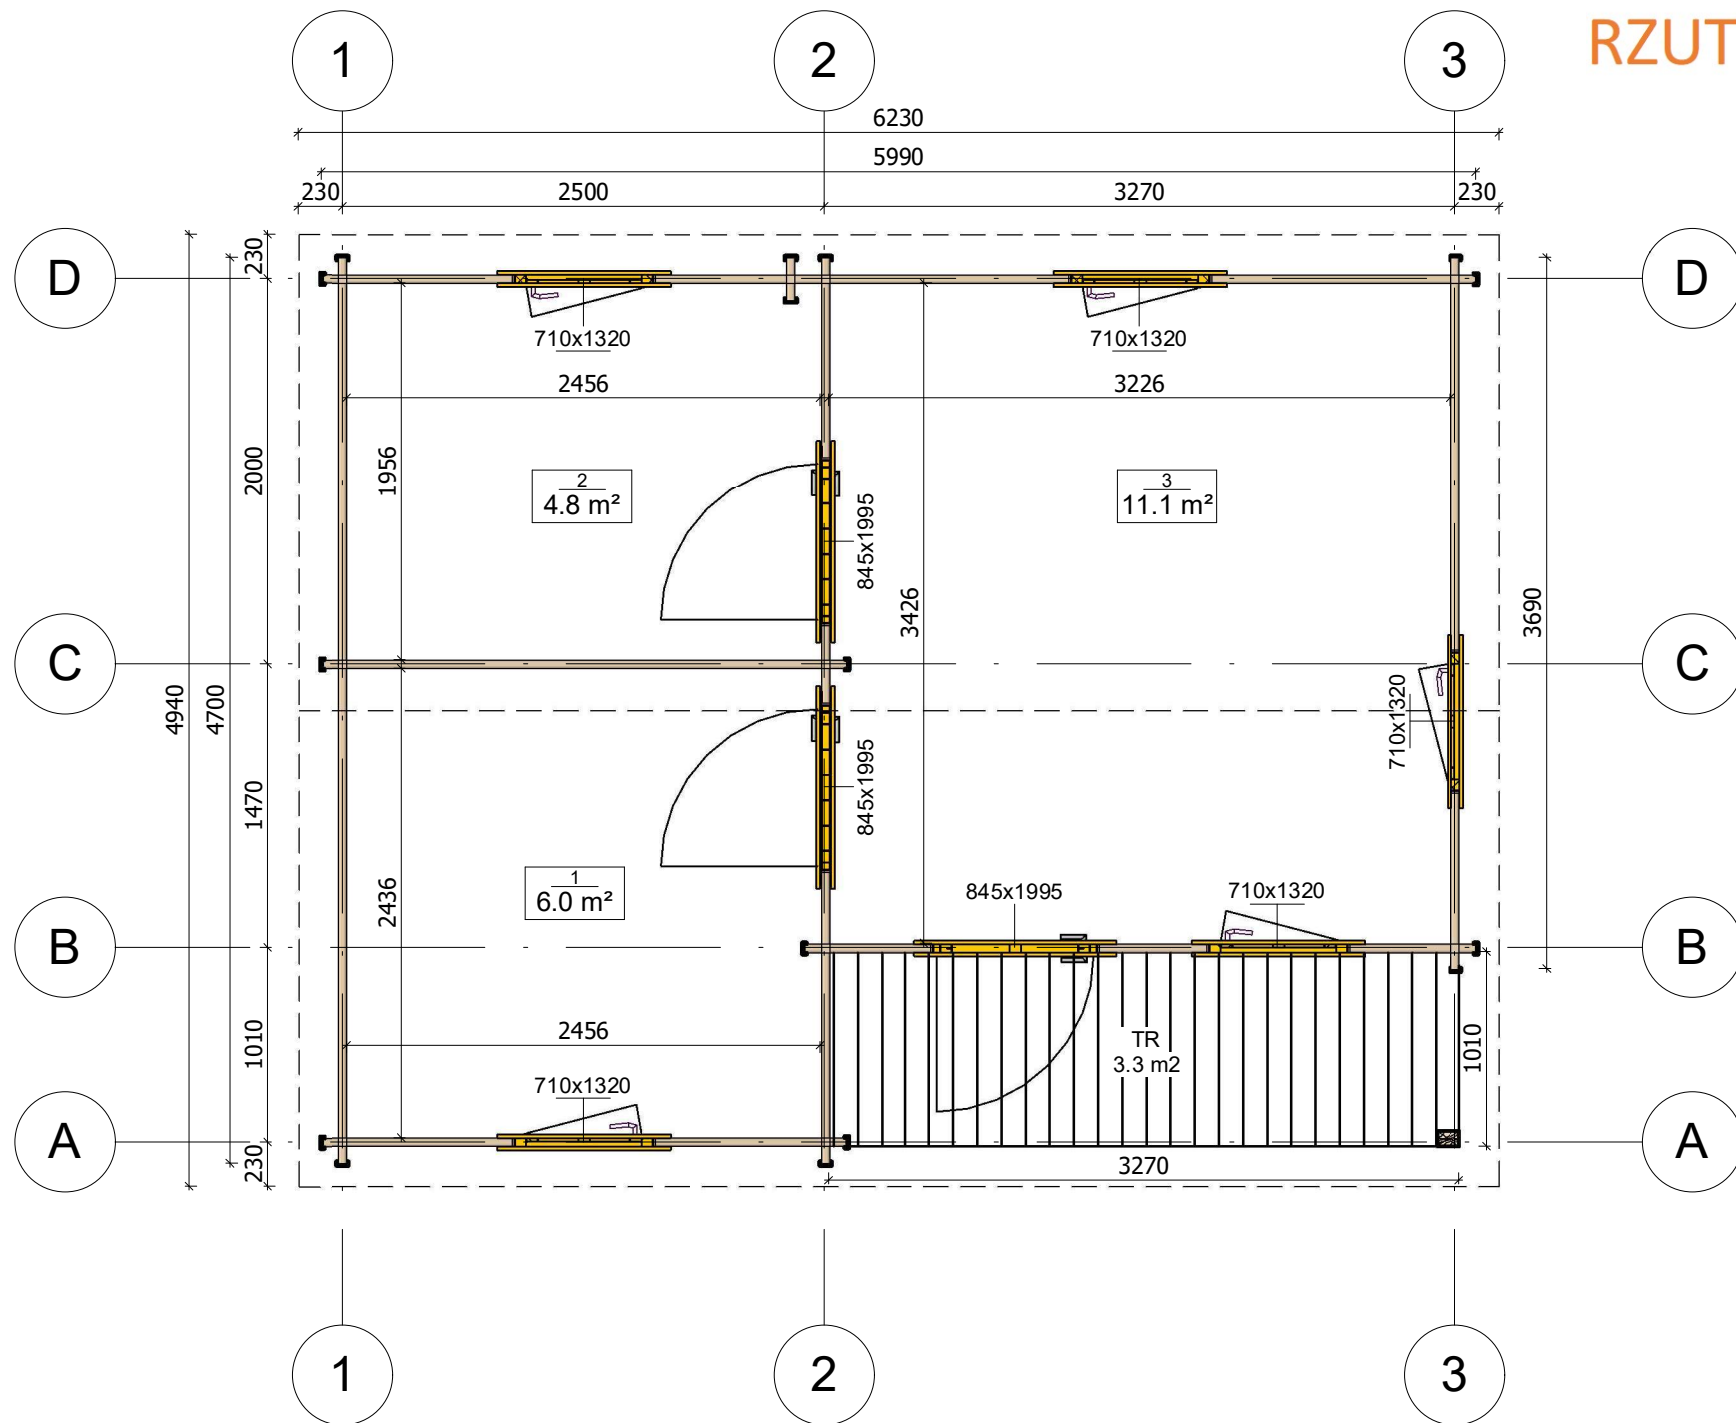 RZUT
1 2 3
6230
5990
230 2500 3270 230
D D
230
710x1320 710x1320
2456 3226
2000
1956
2
4.8 m²
3
11.1 m²
845x1995
3426
3690
C C
4940
4700
710x1320
1470
845x1995
2436
1
6.0 m²
845x1995 710x1320
B B
1010
2456
TR
3.3 m2
1010
710x1320
A A
230
3270
1 2 3